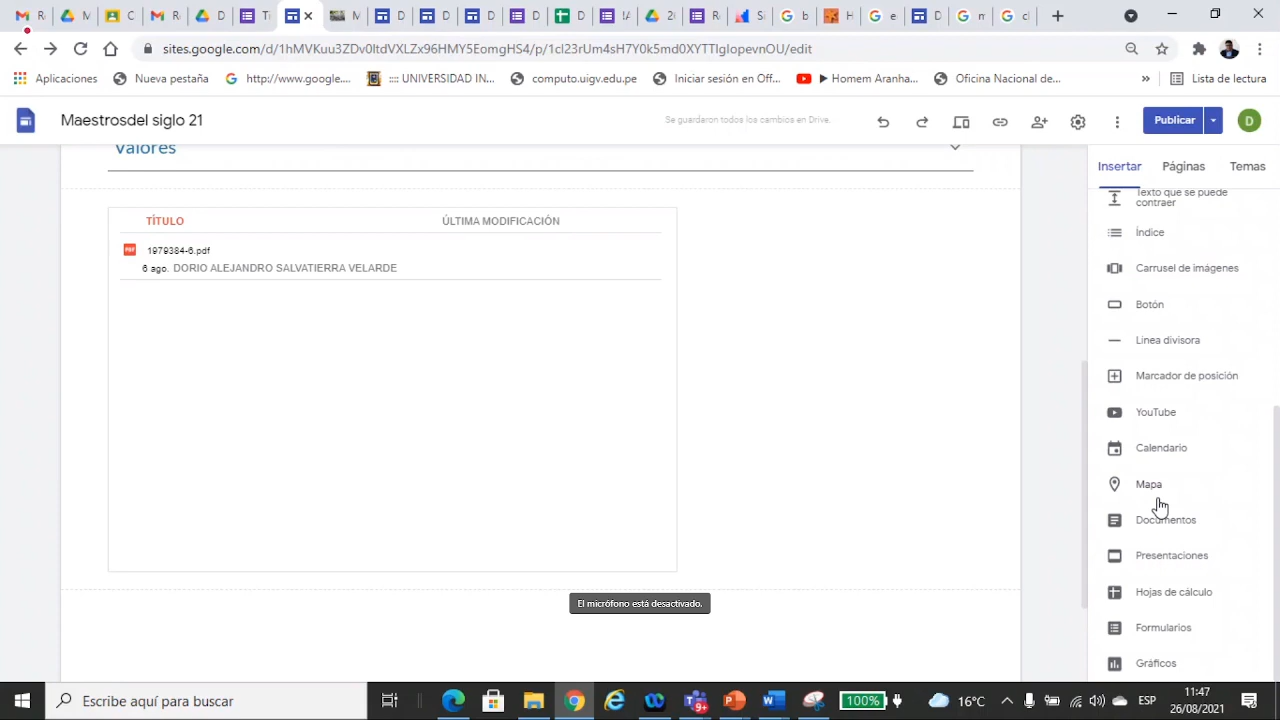 sites.google.com/d/1hMVKuu3ZDv0ltdVXLZx96HMY5EomgHS4/p/1cl23rUm4sH7Y0k5md0XYTTIgIopevnOU/edit
Aplicaciones
Nueva pestaña
http://www.google....
:::: UNIVERSIDAD IN...
computo.uigv.edu.pe
Iniciar sesión en Off...
▶ Homem Aranha...
Oficina Nacional de...
»
Lista de lectura
Maestrosdel siglo 21
Se guardaron todos los cambios en Drive.
Publicar
D
Valores
Insertar
Páginas
Temas
Texto que se puede
contraer
Índice
Carrusel de imágenes
Botón
Línea divisora
Marcador de posición
YouTube
Calendario
Mapa
Documentos
Presentaciones
Hojas de cálculo
Formularios
Gráficos
TÍTULO
ÚLTIMA MODIFICACIÓN
PDF
1979384-6.pdf
6 ago. DORIO ALEJANDRO SALVATIERRA VELARDE
El micrófono está desactivado.
Escribe aquí para buscar
9+
100%
16°C
ESP
11:47
26/08/2021